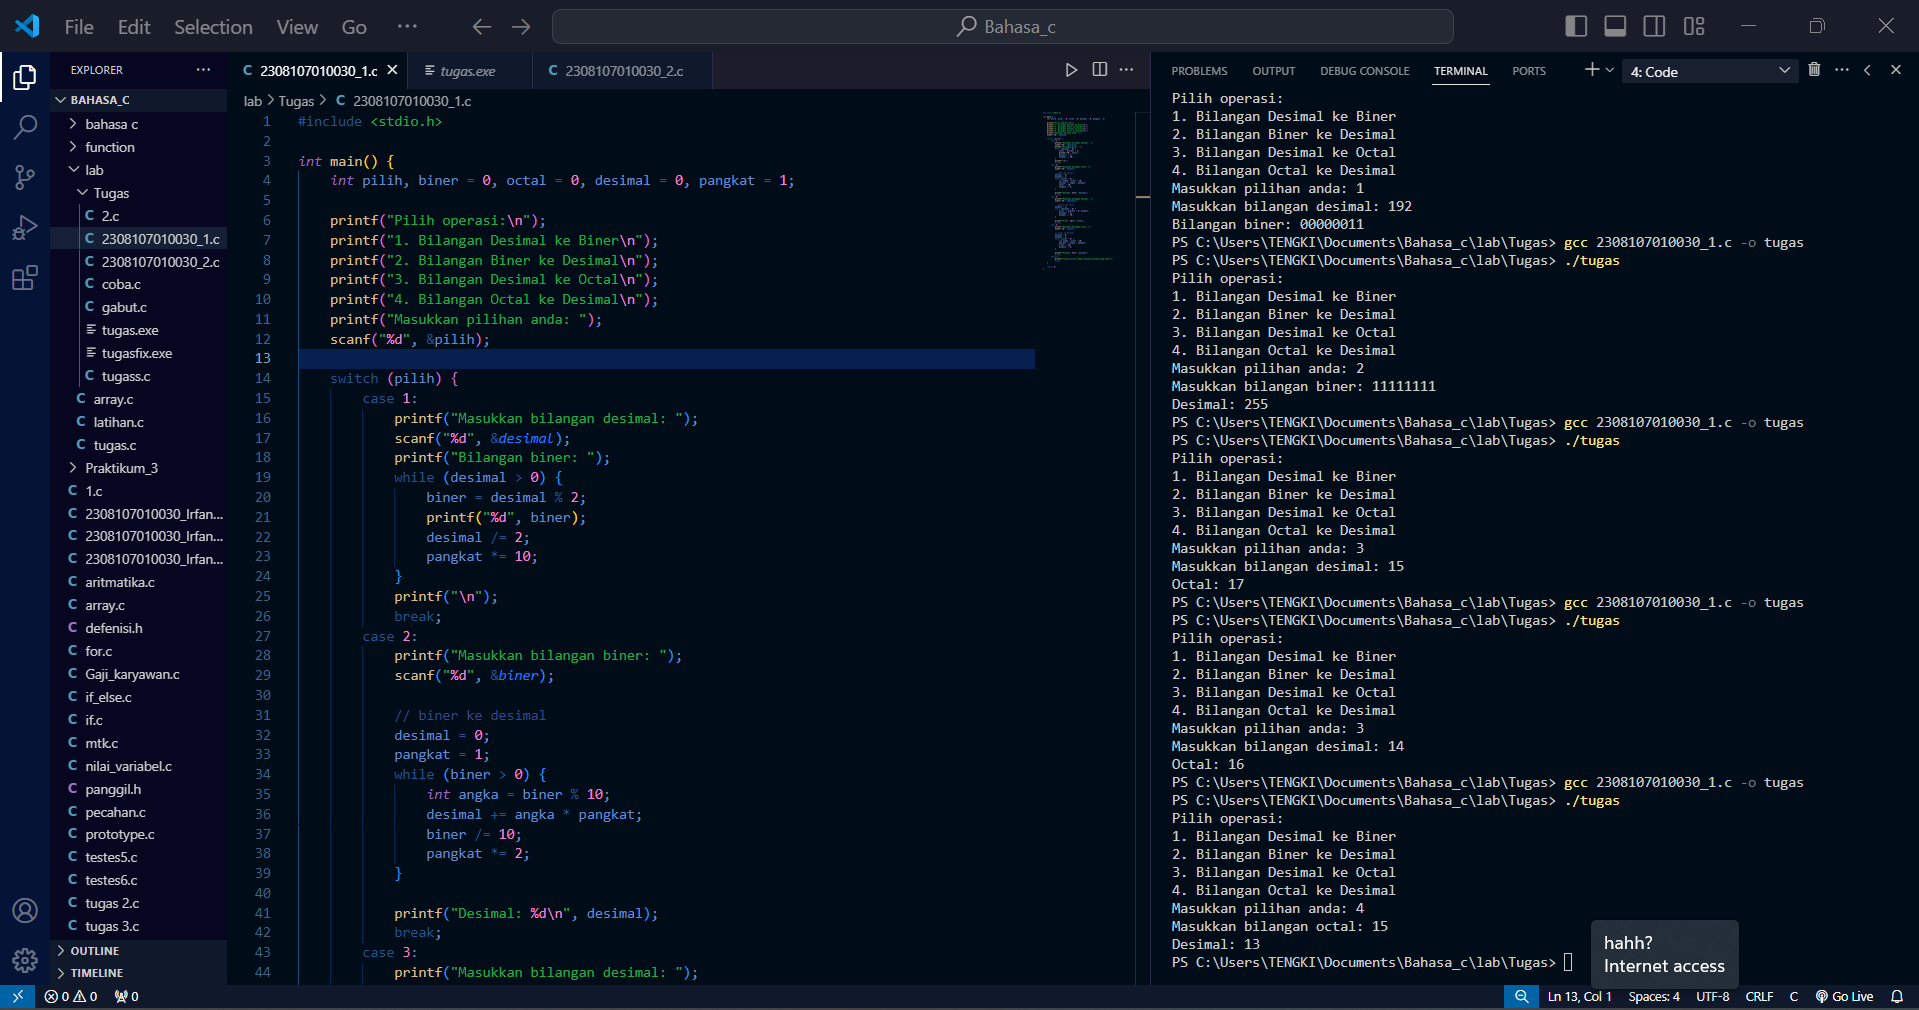 File Edit Selection View Go ··· Bahasa_c
EXPLORER ···
BAHASA_C
bahasa c
function
lab
Tugas
C 2.c
C 2308107010030_1.c
C 2308107010030_2.c
C coba.c
C gabut.c
tugas.exe
tugasfix.exe
C tugass.c
C array.c
C latihan.c
C tugas.c
Praktikum_3
C 1.c
C 2308107010030_Irfan...
C 2308107010030_Irfan...
C 2308107010030_Irfan...
C aritmatika.c
C array.c
C defenisi.h
C for.c
C Gaji_karyawan.c
C if_else.c
C if.c
C mtk.c
C nilai_variabel.c
C panggil.h
C pecahan.c
C prototype.c
C testes5.c
C testes6.c
C tugas 2.c
C tugas 3.c
OUTLINE
TIMELINE
C 2308107010030_1.c tugas.exe C 2308107010030_2.c
lab > Tugas > C 2308107010030_1.c
1 #include <stdio.h>
2
3 int main() {
4 int pilih, biner = 0, octal = 0, desimal = 0, pangkat = 1;
5
6 printf("Pilih operasi:\n");
7 printf("1. Bilangan Desimal ke Biner\n");
8 printf("2. Bilangan Biner ke Desimal\n");
9 printf("3. Bilangan Desimal ke Octal\n");
10 printf("4. Bilangan Octal ke Desimal\n");
11 printf("Masukkan pilihan anda: ");
12 scanf("%d", &pilih);
13
14 switch (pilih) {
15 case 1:
16 printf("Masukkan bilangan desimal: ");
17 scanf("%d", &desimal);
18 printf("Bilangan biner: ");
19 while (desimal > 0) {
20 biner = desimal % 2;
21 printf("%d", biner);
22 desimal /= 2;
23 pangkat *= 10;
24 }
25 printf("\n");
26 break;
27 case 2:
28 printf("Masukkan bilangan biner: ");
29 scanf("%d", &biner);
30
31 // biner ke desimal
32 desimal = 0;
33 pangkat = 1;
34 while (biner > 0) {
35 int angka = biner % 10;
36 desimal += angka * pangkat;
37 biner /= 10;
38 pangkat *= 2;
39 }
40
41 printf("Desimal: %d\n", desimal);
42 break;
43 case 3:
44 printf("Masukkan bilangan desimal: ");
PROBLEMS OUTPUT DEBUG CONSOLE TERMINAL PORTS 4: Code
Pilih operasi:
1. Bilangan Desimal ke Biner
2. Bilangan Biner ke Desimal
3. Bilangan Desimal ke Octal
4. Bilangan Octal ke Desimal
Masukkan pilihan anda: 1
Masukkan bilangan desimal: 192
Bilangan biner: 00000011
PS C:\Users\TENGKI\Documents\Bahasa_c\lab\Tugas> gcc 2308107010030_1.c -o tugas
PS C:\Users\TENGKI\Documents\Bahasa_c\lab\Tugas> ./tugas
Pilih operasi:
1. Bilangan Desimal ke Biner
2. Bilangan Biner ke Desimal
3. Bilangan Desimal ke Octal
4. Bilangan Octal ke Desimal
Masukkan pilihan anda: 2
Masukkan bilangan biner: 11111111
Desimal: 255
PS C:\Users\TENGKI\Documents\Bahasa_c\lab\Tugas> gcc 2308107010030_1.c -o tugas
PS C:\Users\TENGKI\Documents\Bahasa_c\lab\Tugas> ./tugas
Pilih operasi:
1. Bilangan Desimal ke Biner
2. Bilangan Biner ke Desimal
3. Bilangan Desimal ke Octal
4. Bilangan Octal ke Desimal
Masukkan pilihan anda: 3
Masukkan bilangan desimal: 15
Octal: 17
PS C:\Users\TENGKI\Documents\Bahasa_c\lab\Tugas> gcc 2308107010030_1.c -o tugas
PS C:\Users\TENGKI\Documents\Bahasa_c\lab\Tugas> ./tugas
Pilih operasi:
1. Bilangan Desimal ke Biner
2. Bilangan Biner ke Desimal
3. Bilangan Desimal ke Octal
4. Bilangan Octal ke Desimal
Masukkan pilihan anda: 3
Masukkan bilangan desimal: 14
Octal: 16
PS C:\Users\TENGKI\Documents\Bahasa_c\lab\Tugas> gcc 2308107010030_1.c -o tugas
PS C:\Users\TENGKI\Documents\Bahasa_c\lab\Tugas> ./tugas
Pilih operasi:
1. Bilangan Desimal ke Biner
2. Bilangan Biner ke Desimal
3. Bilangan Desimal ke Octal
4. Bilangan Octal ke Desimal
Masukkan pilihan anda: 4
Masukkan bilangan octal: 15
Desimal: 13
PS C:\Users\TENGKI\Documents\Bahasa_c\lab\Tugas>
hahh?
Internet access
0 0 0 Ln 13, Col 1 Spaces: 4 UTF-8 CRLF C Go Live